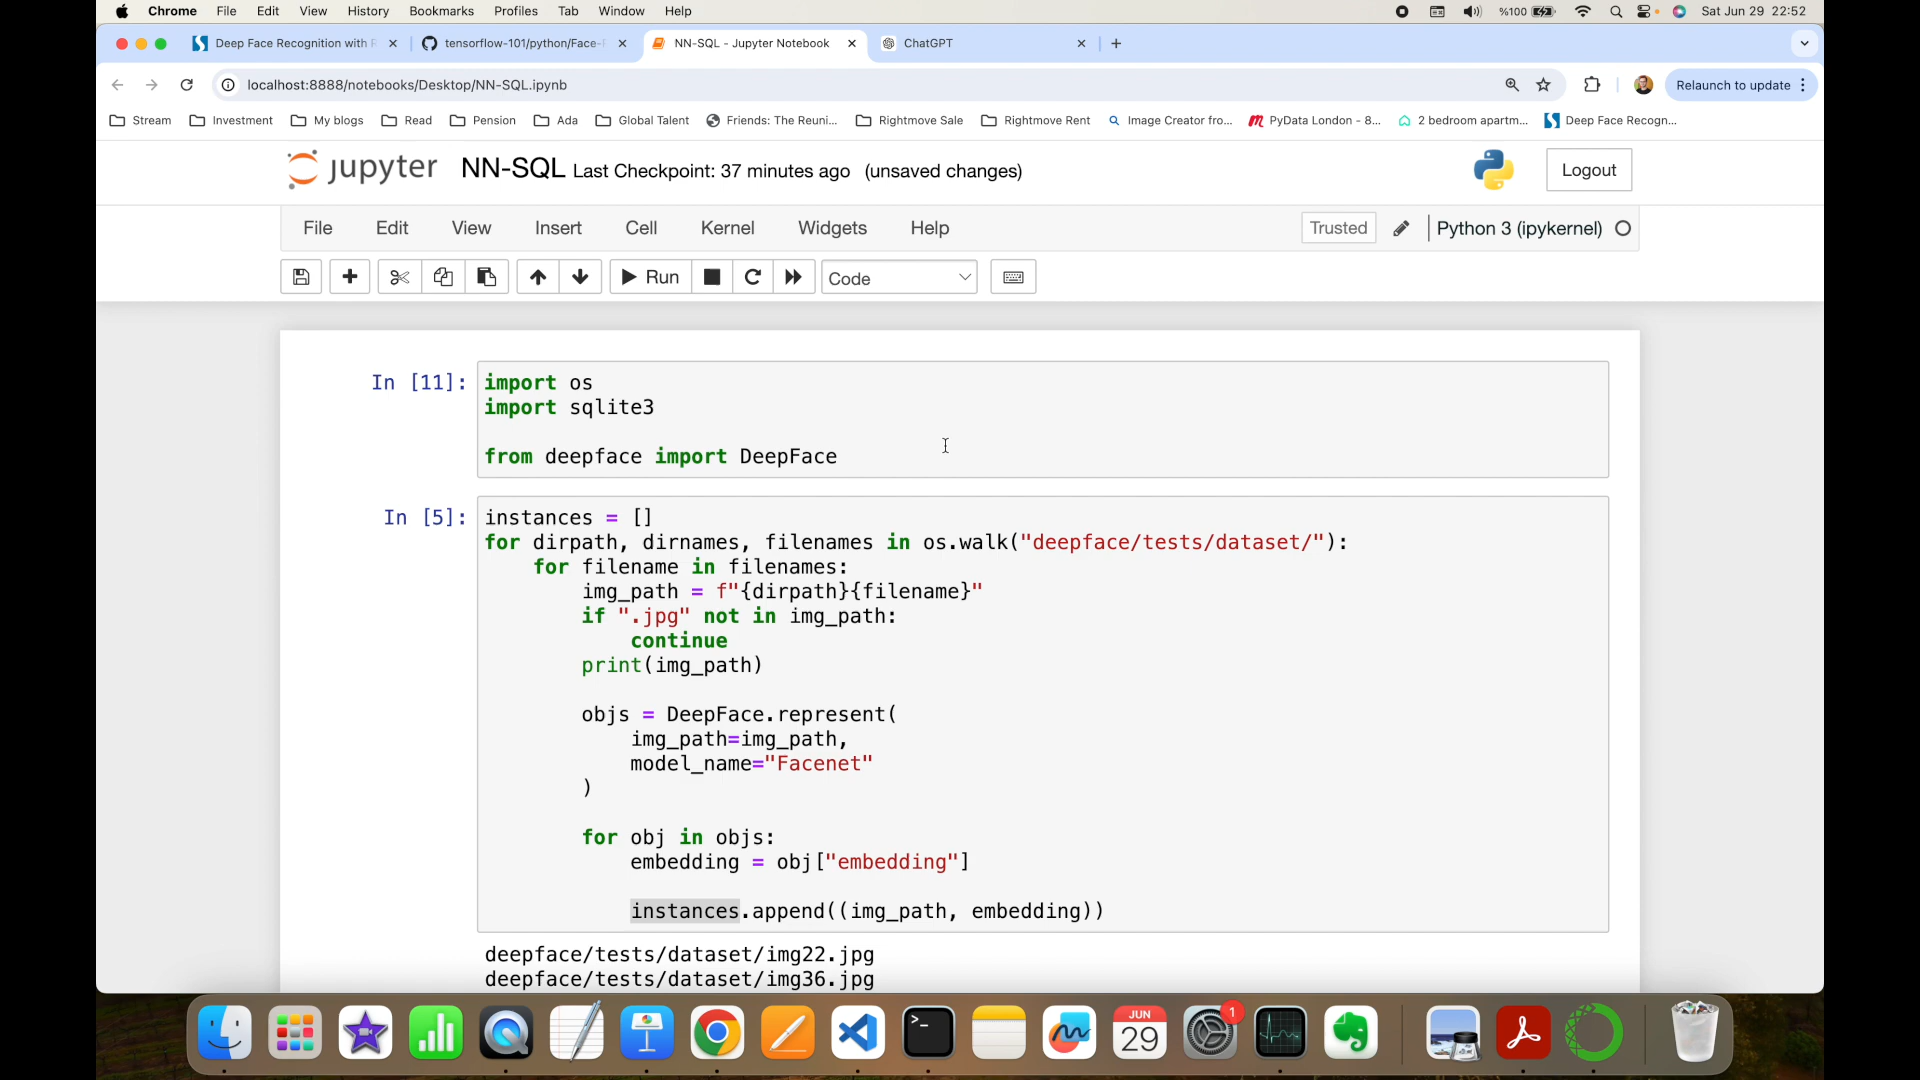 Chrome File Edit View History Bookmarks Profiles Tab Window Help %100 Sat Jun 29 22:52
Deep Face Recognition with tensorflow-101/python/Face- NN-SQL - Jupyter Notebook ChatGPT
localhost:8888/notebooks/Desktop/NN-SQL.ipynb Relaunch to update
Stream Investment My blogs Read Pension Ada Global Talent Friends: The Reuni... Rightmove Sale Rightmove Rent Image Creator fro... PyData London - 8... 2 bedroom apartm... Deep Face Recogn...
jupyter NN-SQL Last Checkpoint: 37 minutes ago (unsaved changes) Logout
File Edit View Insert Cell Kernel Widgets Help Trusted Python 3 (ipykernel)
Run Code
In [11]: import os
import sqlite3
from deepface import DeepFace
In [5]: instances = []
for dirpath, dirnames, filenames in os.walk("deepface/tests/dataset/"):
for filename in filenames:
img_path = f"{dirpath}{filename}"
if ".jpg" not in img_path:
continue
print(img_path)
objs = DeepFace.represent(
img_path=img_path,
model_name="Facenet"
)
for obj in objs:
embedding = obj["embedding"]
instances.append((img_path, embedding))
deepface/tests/dataset/img22.jpg
deepface/tests/dataset/img36.jpg
JUN
29
1